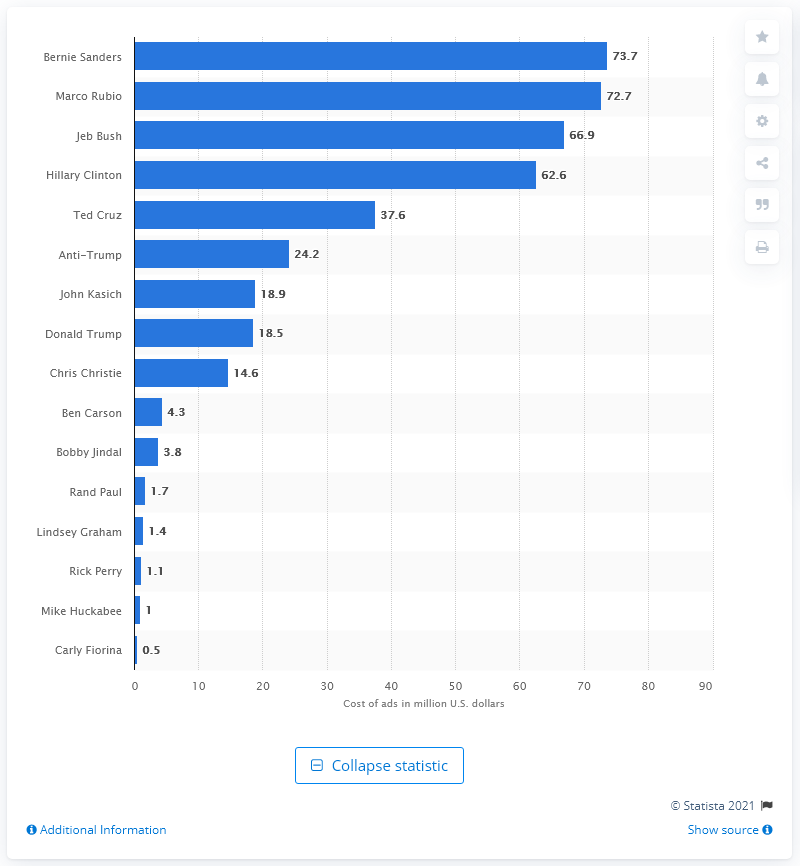 Bernie Sanders 73.7
Marco Rubio 72.7
Jeb Bush 66.9
Hillary Clinton 62.6
Ted Cruz 37.6
Anti-Trump 24.2
John Kasich 18.9
Donald Trump 18.5
Chris Christie 14.6
Ben Carson 4.3
Bobby Jindal 3.8
Rand Paul 1.7
Lindsey Graham 1.4
Rick Perry 1.1
Mike Huckabee 1
Carly Fiorina 0.5
0 10 20 30 40 50 60 70 80 90
Cost of ads in million U.S. dollars
Collapse statistic
© Statista 2021
Additional Information Show source